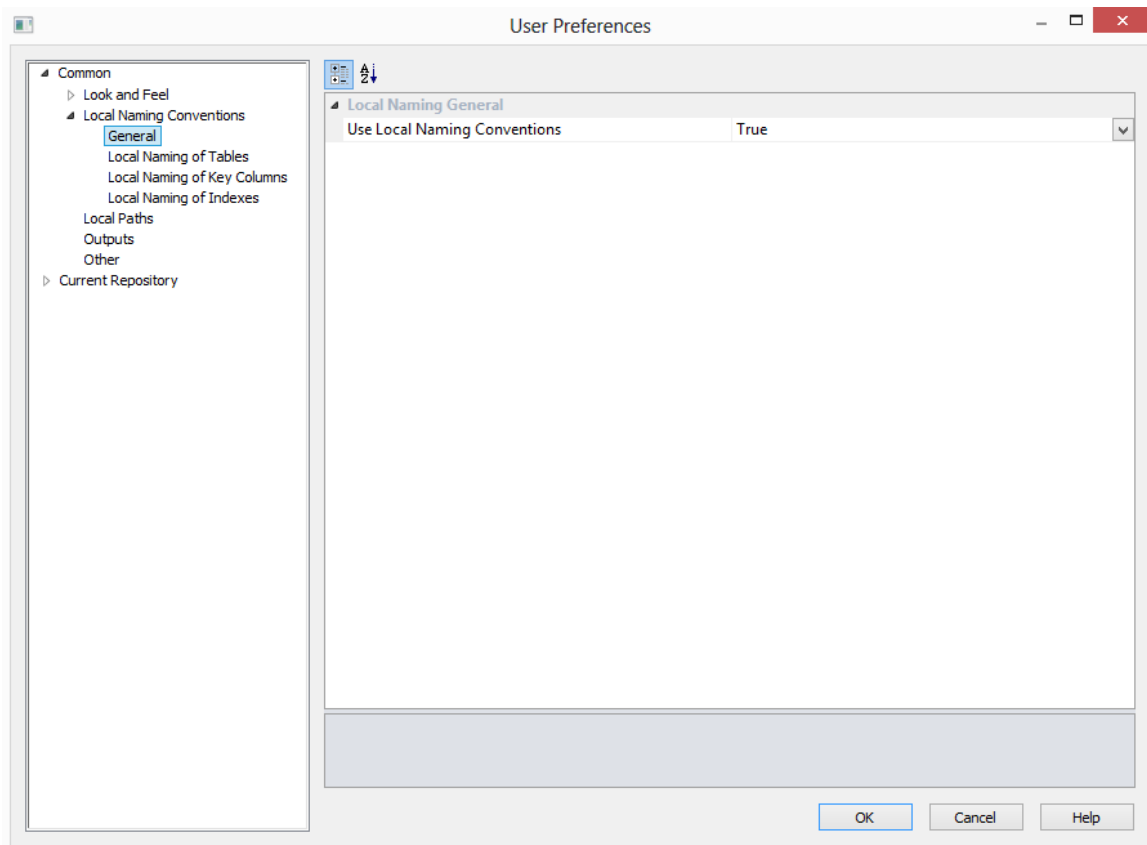 User Preferences
Common
Look and Feel
Local Naming Conventions
General
Local Naming of Tables
Local Naming of Key Columns
Local Naming of Indexes
Local Paths
Outputs
Other
Current Repository
A Z
Local Naming General
Use Local Naming Conventions True
OK Cancel Help